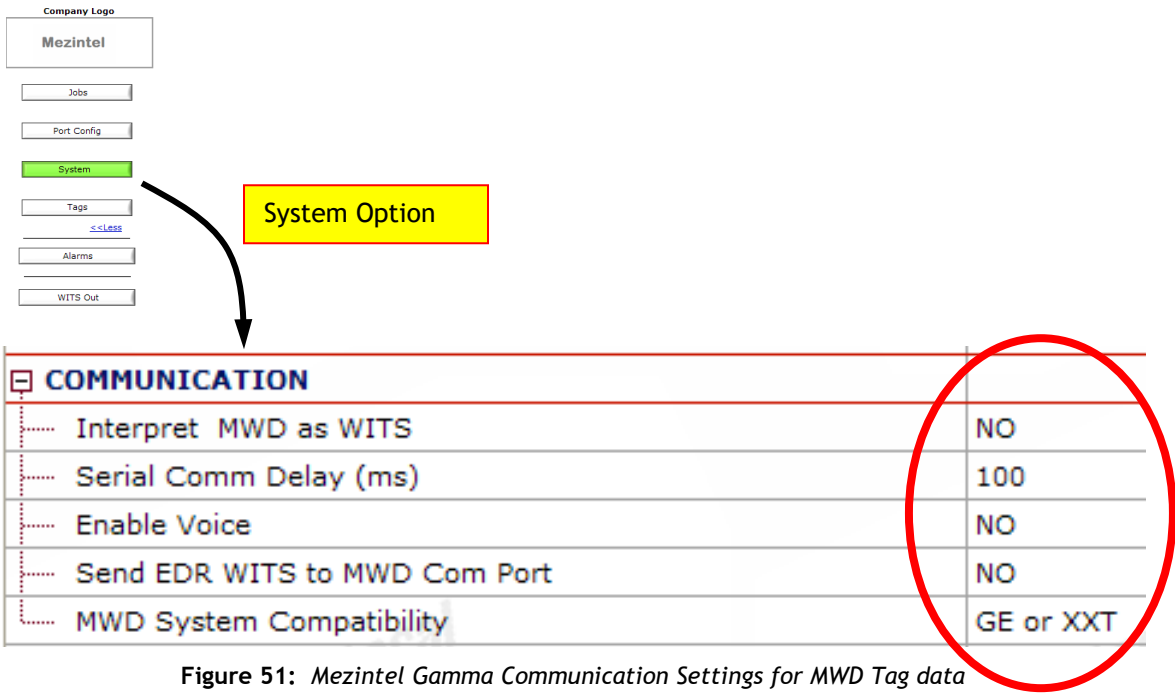 Company Logo
Mezintel
Jobs
Port Config
System
Tags
<<Less
Alarms
WITS Out
System Option
COMMUNICATION
Interpret MWD as WITS NO
Serial Comm Delay (ms) 100
Enable Voice NO
Send EDR WITS to MWD Com Port NO
MWD System Compatibility GE or XXT
Figure 51: Mezintel Gamma Communication Settings for MWD Tag data